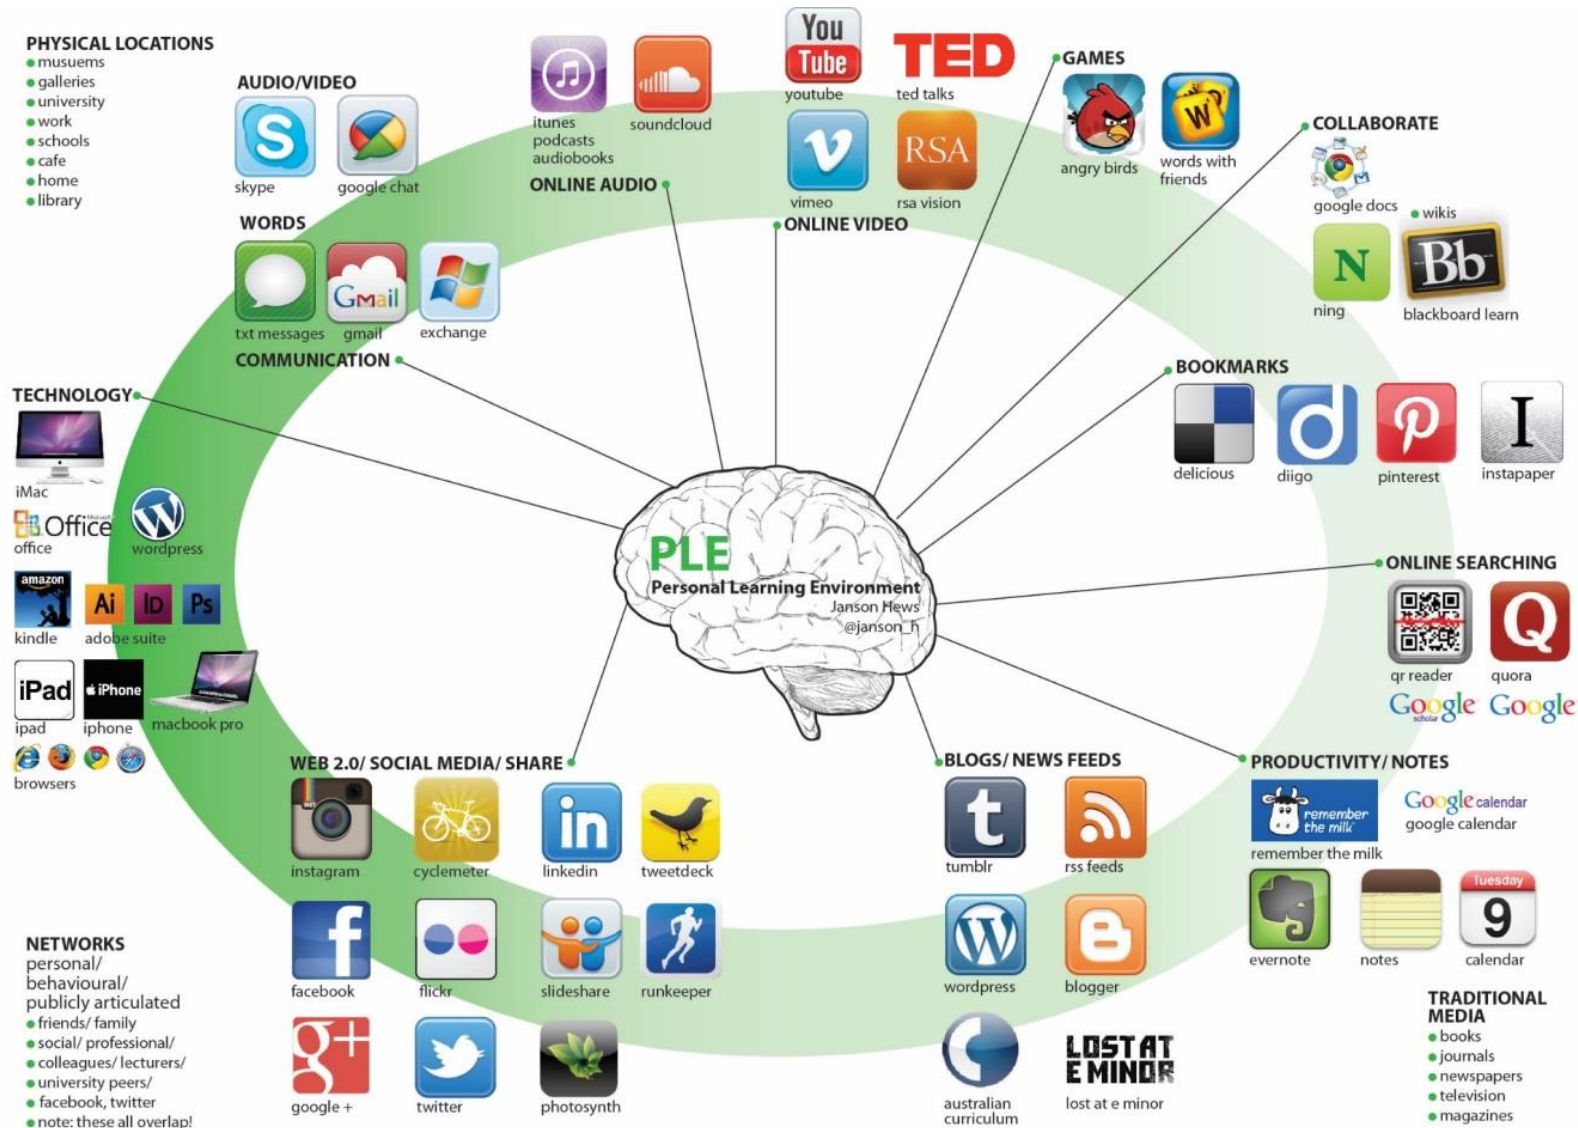 PHYSICAL LOCATIONS
musuems
galleries
university
work
schools
cafe
home
library
AUDIO/VIDEO
S
skype
google chat
WORDS
GMail
txt messages
gmail
exchange
COMMUNICATION
itunes
podcasts
audiobooks
soundcloud
ONLINE AUDIO
You
Tube
youtube
TED
ted talks
V
vimeo
RSA
rsa vision
ONLINE VIDEO
GAMES
angry birds
W
words with
friends
COLLABORATE
google docs
wikis
N
ning
Bb
blackboard learn
BOOKMARKS
delicious
d
diigo
p
pinterest
I
instapaper
TECHNOLOGY
iMac
Microsoft
Office
office
W
wordpress
amazon
kindle
Ai
ID
Ps
adobe suite
iPad
ipad
iPhone
iphone
macbook pro
browsers
PLE
Personal Learning Environment
Janson Hews
@janson_h
ONLINE SEARCHING
qr reader
Q
quora
Google
scholar
Google
WEB 2.0/ SOCIAL MEDIA/ SHARE
INST
instagram
cyclemeter
in
linkedin
tweetdeck
f
facebook
flickr
slideshare
runkeeper
g+
google +
twitter
photosynth
BLOGS/ NEWS FEEDS
t
tumblr
rss feeds
W
wordpress
B
blogger
australian
curriculum
LOST AT
E MINOR
lost at e minor
PRODUCTIVITY/ NOTES
remember
the milk
remember the milk
Google calendar
google calendar
evernote
notes
Tuesday
9
calendar
NETWORKS
personal/
behavioural/
publicly articulated
friends/ family
social/ professional/
colleagues/ lecturers/
university peers/
facebook, twitter
note: these all overlap!
TRADITIONAL
MEDIA
books
journals
newspapers
television
magazines